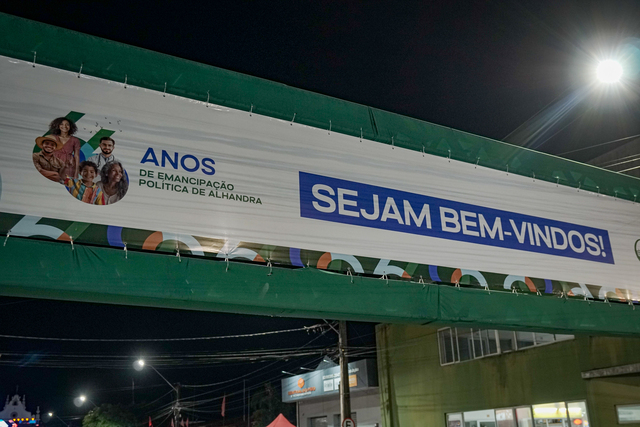 ANOS
DE EMANCIPAÇÃO
POLÍTICA DE ALHANDRA
SEJAM BEM-VINDOS!